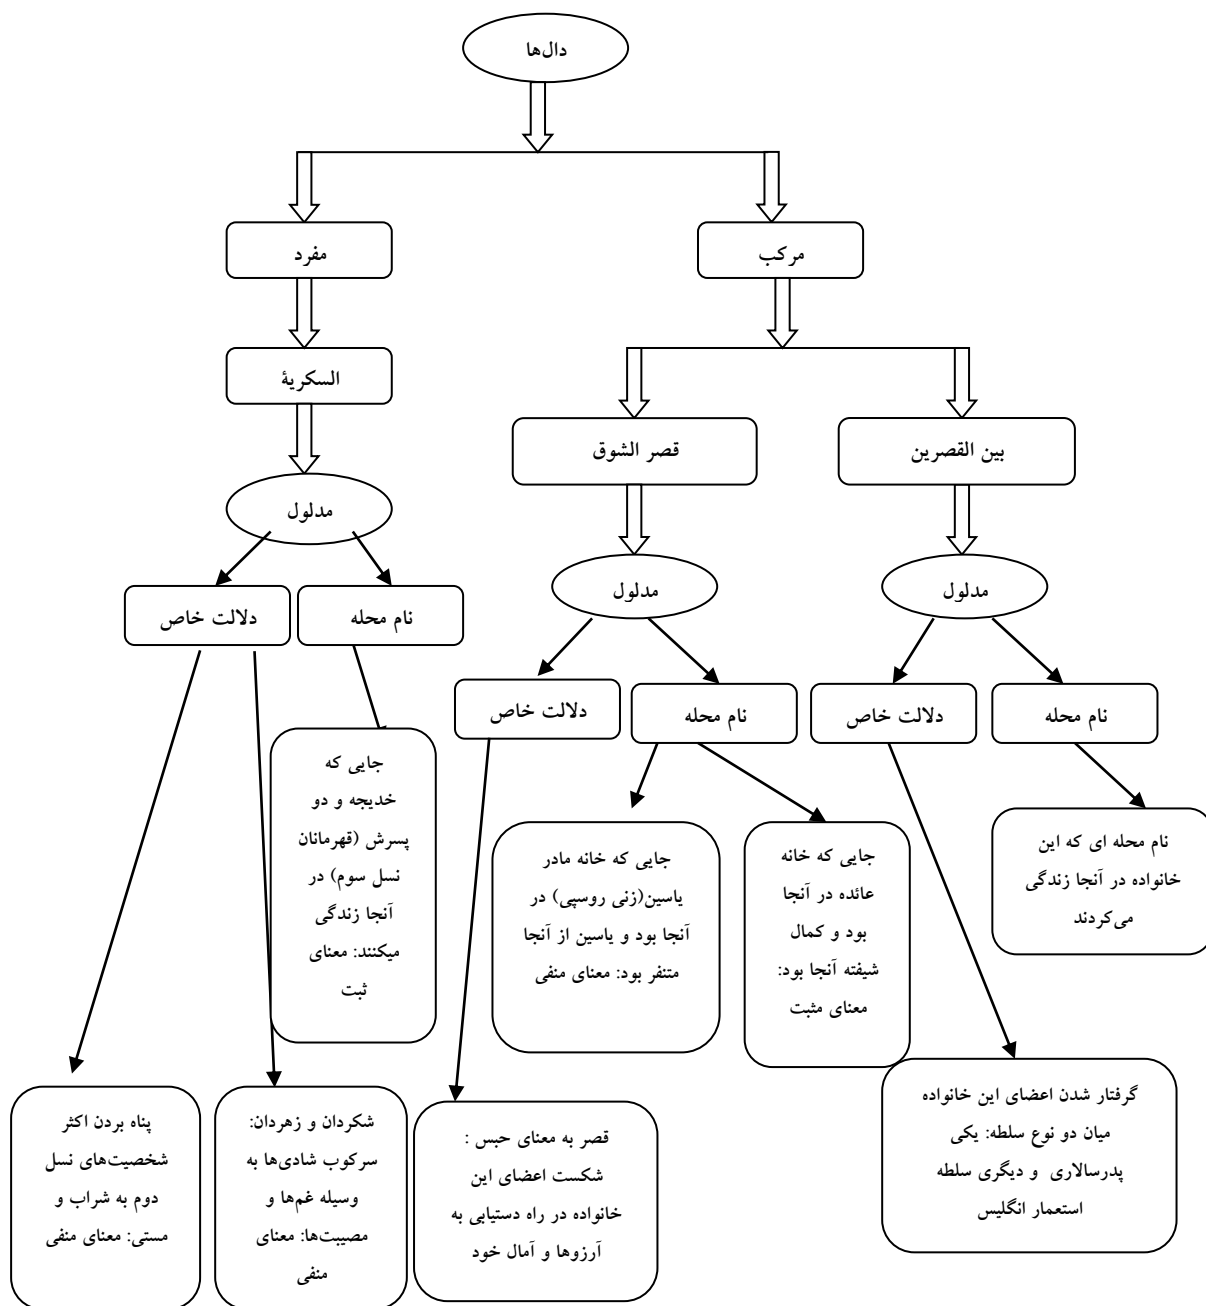 دال‌ها
مرکب
مفرد
السکریة
بین القصرین
قصر الشوق
مدلول
مدلول
مدلول
نام محله
دلالت خاص
نام محله
دلالت خاص
نام محله
دلالت خاص
نام محله ای که این
خانواده در آنجا زندگی
می‌کردند
جایی که خانه
عائده در آنجا
بود و کمال
شیفته آنجا بود:
معنای مثبت
جایی که خانه مادر
یاسین(زنی روسپی) در
آنجا بود و یاسین از آنجا
متنفر بود: معنای منفی
جایی که
خدیجه و دو
پسرش (قهرمانان
نسل سوم) در
آنجا زندگی
میکنند: معنای
ثبت
گرفتار شدن اعضای این خانواده
میان دو نوع سلطه: یکی
پدرسالاری و دیگری سلطه
استعمار انگلیس
قصر به معنای حبس :
شکست اعضای این
خانواده در راه دستیابی به
آرزوها و آمال خود
شکردان و زهردان:
سرکوب شادی‌ها به
وسیله غم‌ها و
مصیبت‌ها: معنای
منفی
پناه بردن اکثر
شخصیت‌های نسل
دوم به شراب و
مستی: معنای منفی